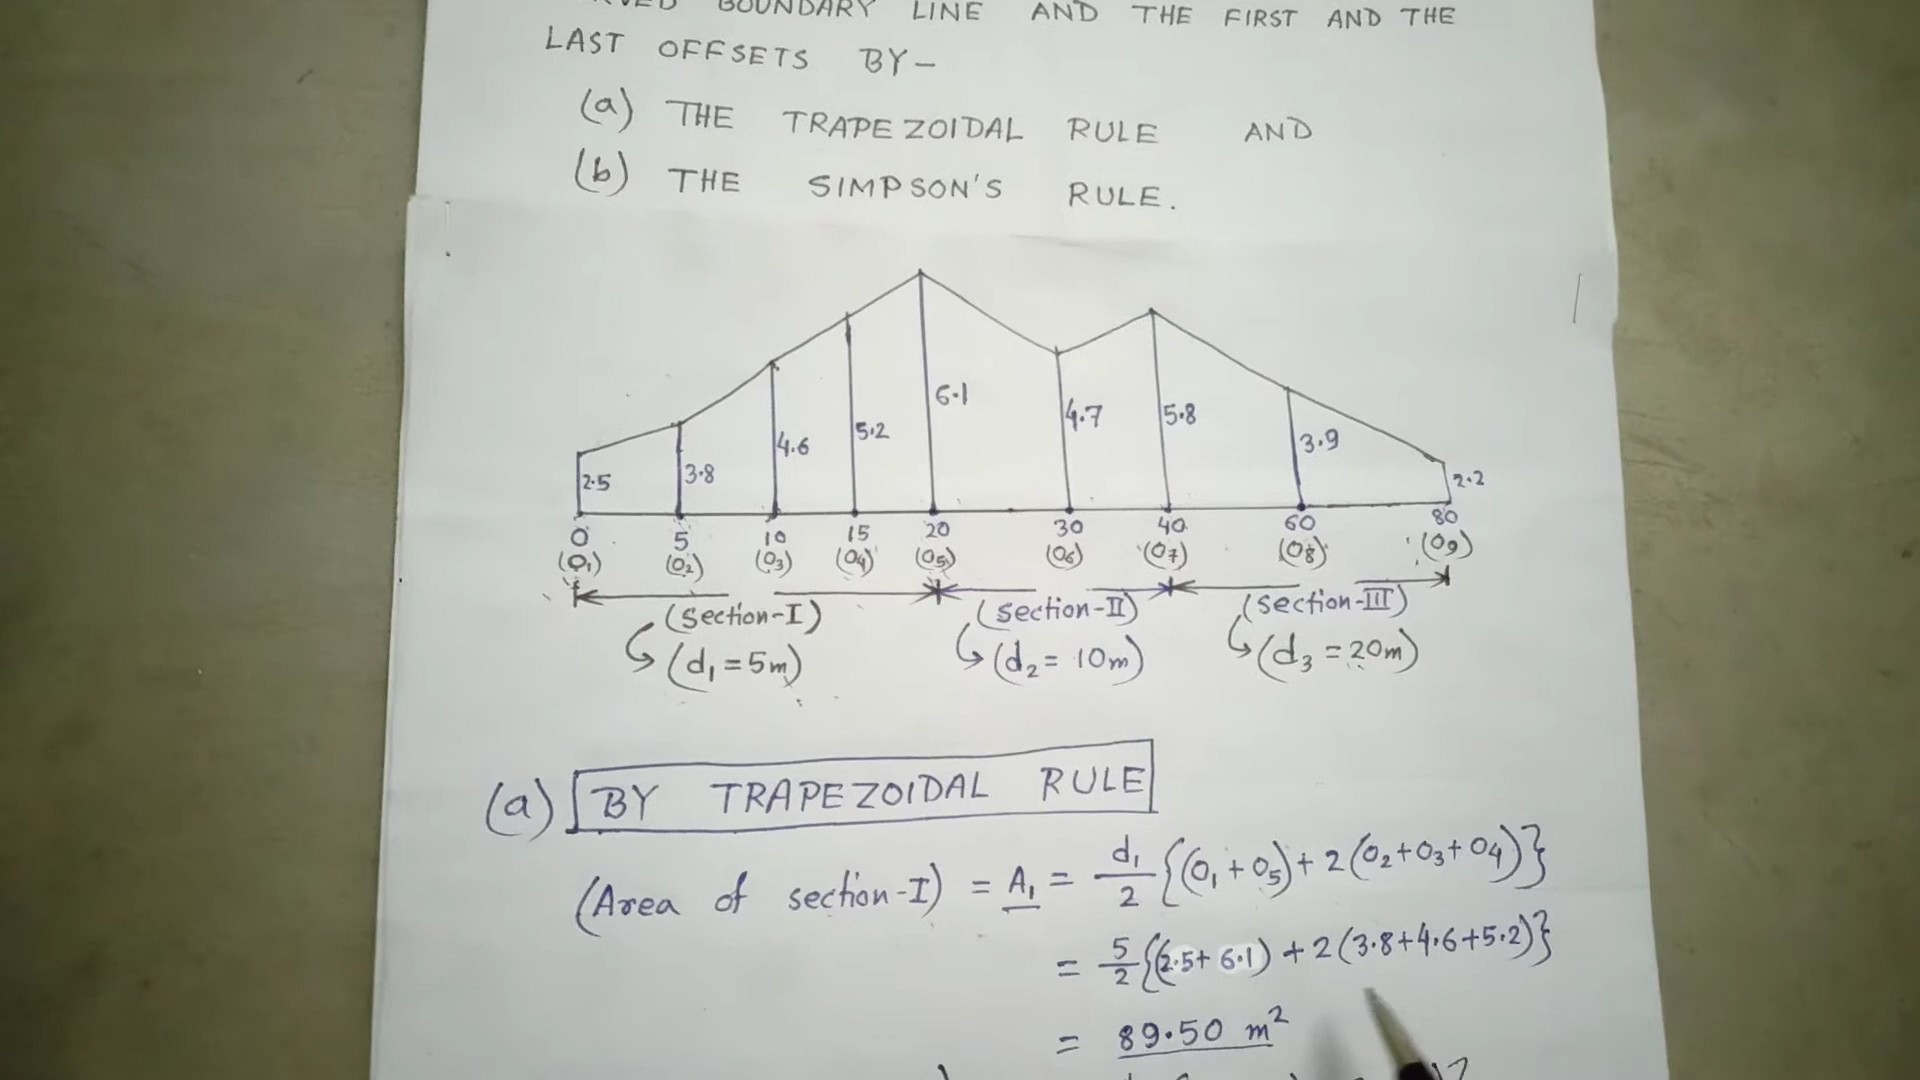 BOUNDARY LINE AND THE FIRST AND THE
LAST OFFSETS BY-
(a) THE TRAPEZOIDAL RULE AND
(b) THE SIMPSON'S RULE.
2.5 3.8 4.6 5.2 6.1 4.7 5.8 3.9 2.2
0 5 10 15 20 30 40 60 80
(O₁) (O₂) (O₃) (O₄) (O₅) (O₆) (O₇) (O₈) (O₉)
(section-I) (section-II) (section-III)
(d₁ = 5m) (d₂ = 10m) (d₃ = 20m)
(a) BY TRAPEZOIDAL RULE
(Area of section-I) = A₁ = d₁/2 {(O₁ + O₅) + 2(O₂+O₃+O₄)}
= 5/2 {(2.5+ 6.1) + 2(3.8+4.6+5.2)}
= 89.50 m²